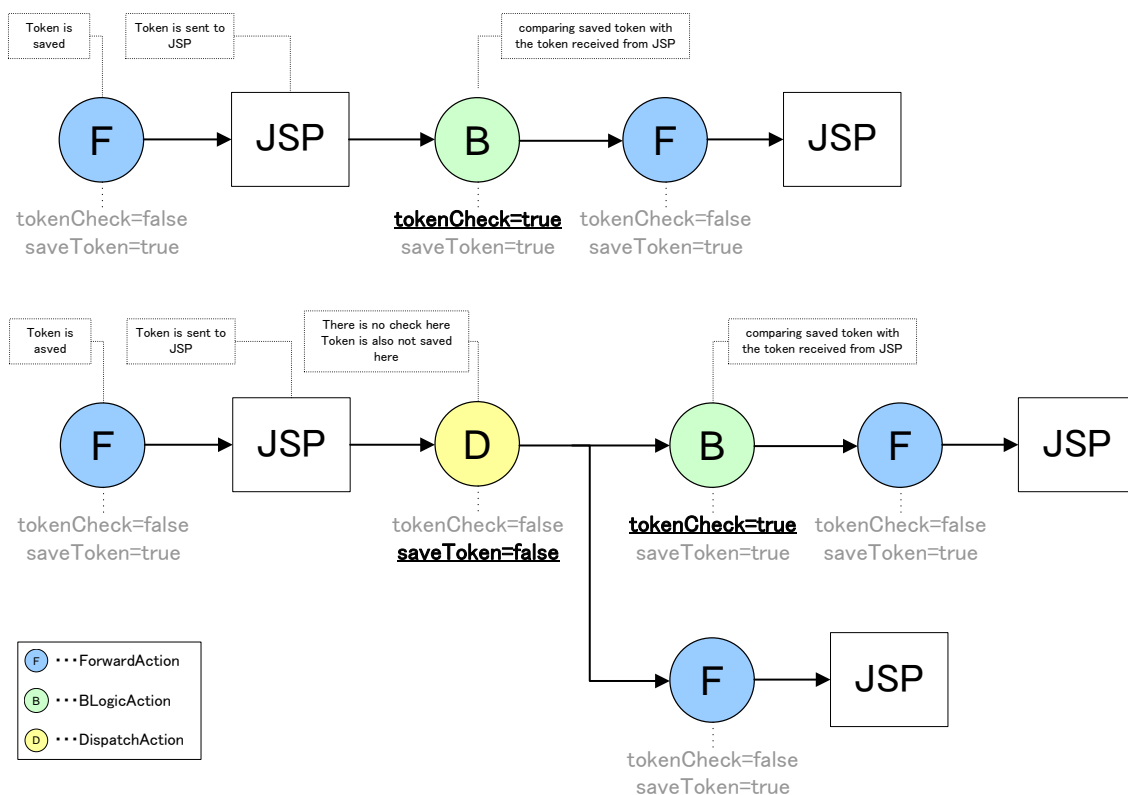 Token is
saved
Token is sent to
JSP
comparing saved token with
the token received from JSP
F
JSP
B
F
JSP
tokenCheck=false
saveToken=true
tokenCheck=true
saveToken=true
tokenCheck=false
saveToken=true
Token is
asved
Token is sent to
JSP
There is no check here
Token is also not saved
here
comparing saved token with
the token received from JSP
F
JSP
D
B
F
JSP
tokenCheck=false
saveToken=true
tokenCheck=false
saveToken=false
tokenCheck=true
saveToken=true
tokenCheck=false
saveToken=true
F ・・・ForwardAction
B ・・・BLogicAction
D ・・・DispatchAction
F
JSP
tokenCheck=false
saveToken=true